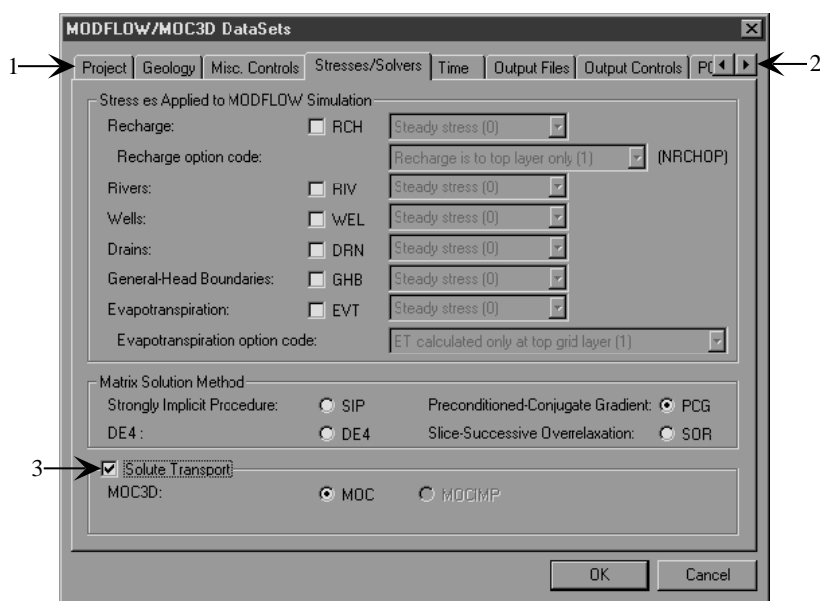 MODFLOW/MOC3D DataSets
1
Project Geology Misc. Controls Stresses/Solvers Time Output Files Output Controls
2
Stress es Applied to MODFLOW Simulation
Recharge: RCH Steady stress (0)
Recharge option code: Recharge is to top layer only (1) (NRCHOP)
Rivers: RIV Steady stress (0)
Wells: WEL Steady stress (0)
Drains: DRN Steady stress (0)
General-Head Boundaries: GHB Steady stress (0)
Evapotranspiration: EVT Steady stress (0)
Evapotranspiration option code: ET calculated only at top grid layer (1)
Matrix Solution Method
Strongly Implicit Procedure: SIP Preconditioned-Conjugate Gradient: PCG
DE4 : DE4 Slice-Successive Overrelaxation: SOR
3
Solute Transport
MOC3D: MOC MOCIMP
OK Cancel